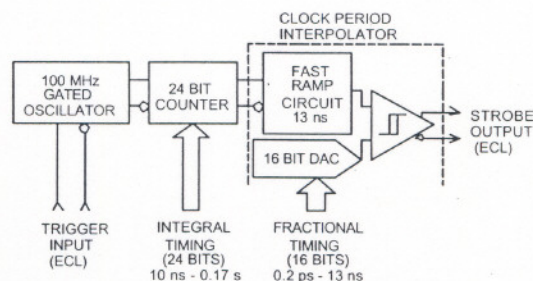 CLOCK PERIOD
INTERPOLATOR
100 MHz
GATED
OSCILLATOR
24 BIT
COUNTER
FAST
RAMP
CIRCUIT
13 ns
16 BIT DAC
STROBE
OUTPUT
(ECL)
TRIGGER
INPUT
(ECL)
INTEGRAL
TIMING
(24 BITS)
10 ns - 0.17 s
FRACTIONAL
TIMING
(16 BITS)
0.2 ps - 13 ns